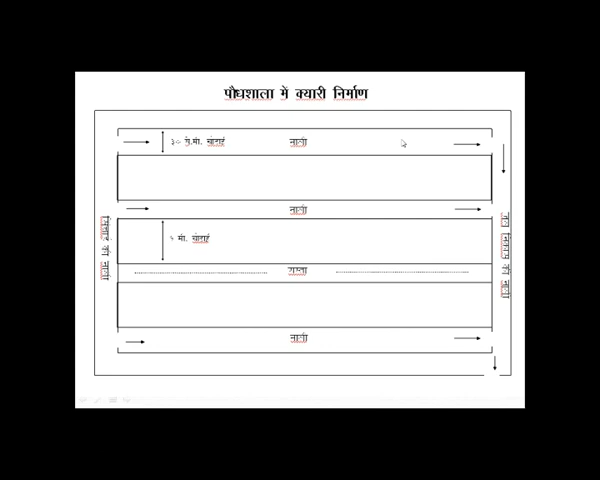 पौधशाला में क्यारी निर्माण
३० से.मी. चौराई
नाली
नाली
सिंचाई की नाली
१ मी. चौराई
जल निकास की नाली
रास्ता
नाली